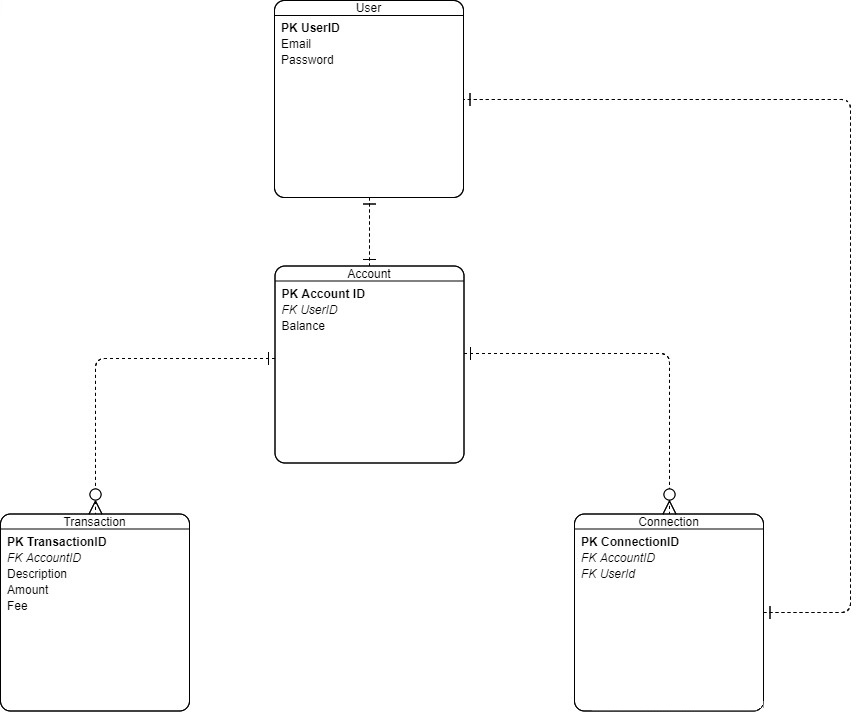 User
PK UserID
Email
Password
Account
PK Account ID
FK UserID
Balance
Transaction
PK TransactionID
FK AccountID
Description
Amount
Fee
Connection
PK ConnectionID
FK AccountID
FK UserId